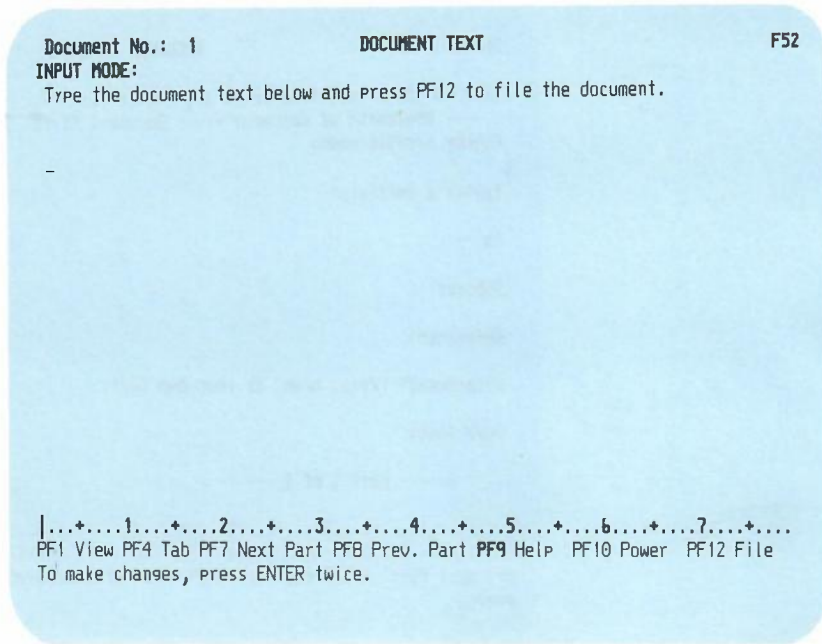 Document No.: 1 DOCUMENT TEXT F52
INPUT MODE:
Type the document text below and press PF12 to file the document.
_
|...+....1....+....2....+....3....+....4....+....5....+....6....+....7....+....
PF1 View PF4 Tab PF7 Next Part PF8 Prev. Part PF9 Help PF10 Power PF12 File
To make changes, press ENTER twice.